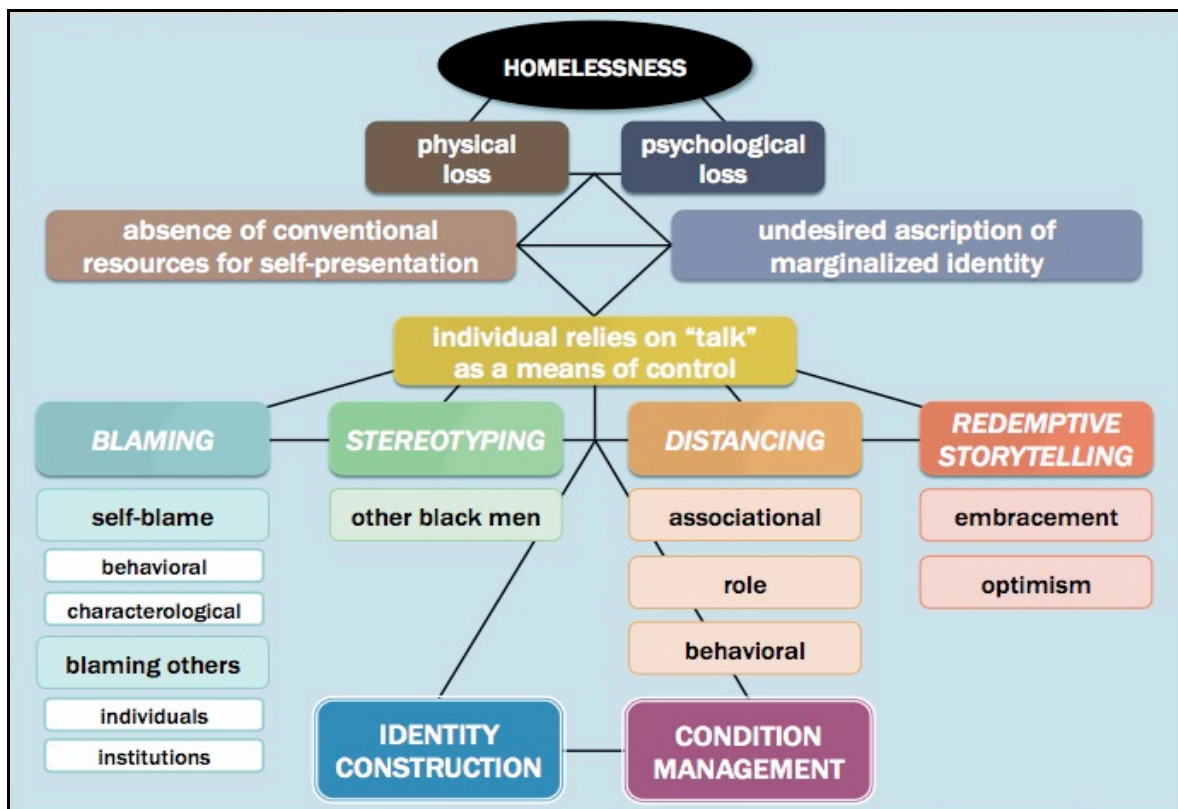 HOMELESSNESS
physical
loss
psychological
loss
absence of conventional
resources for self-presentation
undesired ascription of
marginalized identity
individual relies on “talk”
as a means of control
BLAMING
STEREOTYPING
DISTANCING
REDEMPTIVE
STORYTELLING
self-blame
behavioral
characterological
blaming others
individuals
institutions
other black men
associational
role
behavioral
embracement
optimism
IDENTITY
CONSTRUCTION
CONDITION
MANAGEMENT